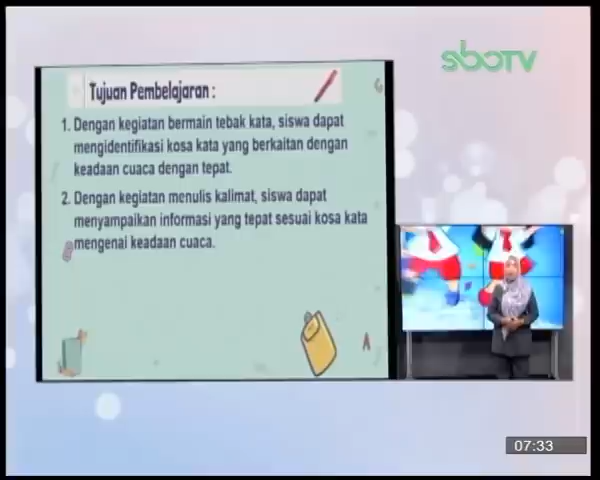 sboTV
Tujuan Pembelajaran :
1. Dengan kegiatan bermain tebak kata, siswa dapat
mengidentifikasi kosa kata yang berkaitan dengan
keadaan cuaca dengan tepat.
2. Dengan kegiatan menulis kalimat, siswa dapat
menyampaikan informasi yang tepat sesuai kosa kata
mengenai keadaan cuaca.
A
07:33